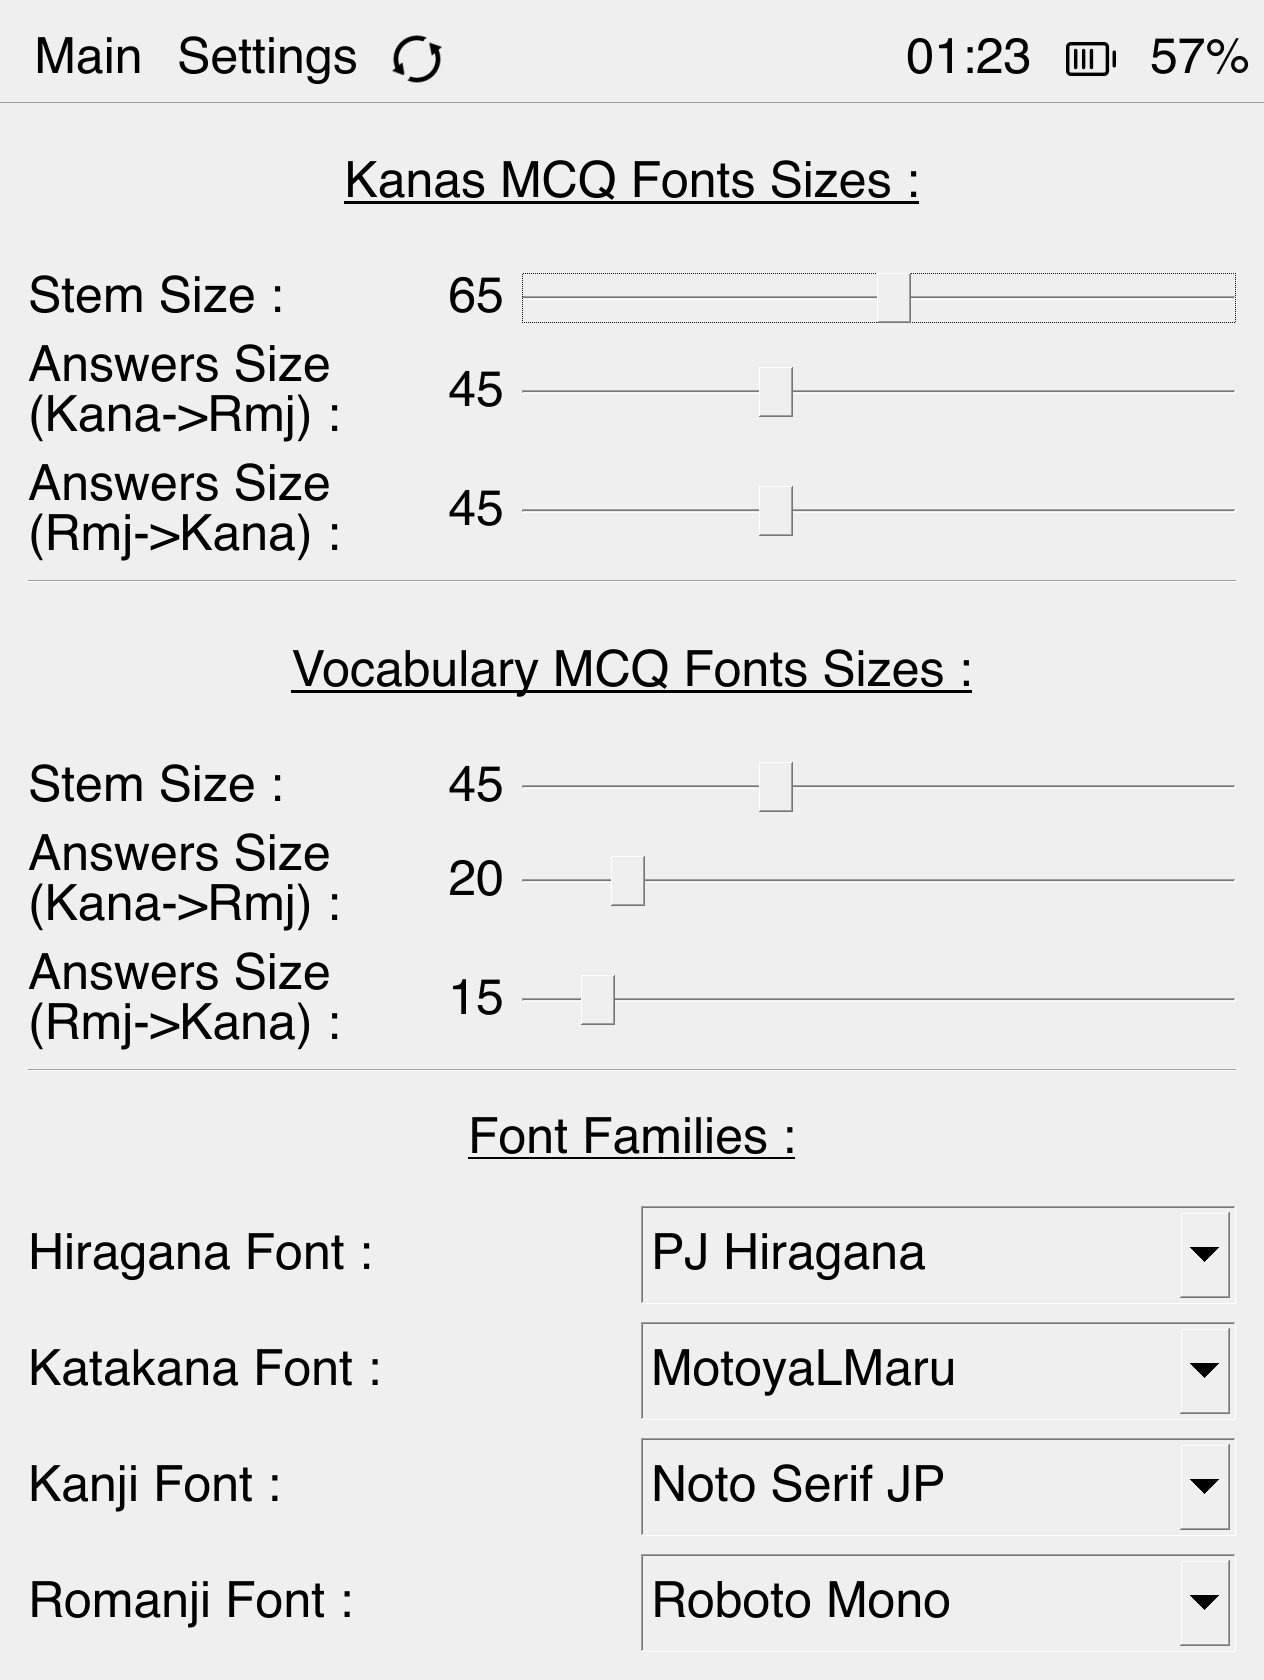 Main Settings 01:23 57%
Kanas MCQ Fonts Sizes :
Stem Size : 65
Answers Size
(Kana->Rmj) : 45
Answers Size
(Rmj->Kana) : 45
Vocabulary MCQ Fonts Sizes :
Stem Size : 45
Answers Size
(Kana->Rmj) : 20
Answers Size
(Rmj->Kana) : 15
Font Families :
Hiragana Font : PJ Hiragana
Katakana Font : MotoyaLMaru
Kanji Font : Noto Serif JP
Romanji Font : Roboto Mono